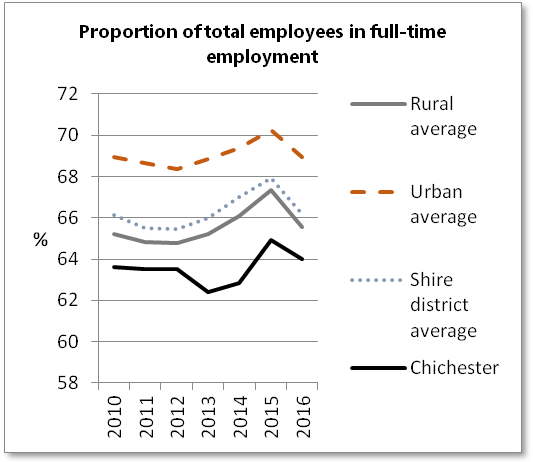 Proportion of total employees in full-time
employment
72
70
68
66
64
62
60
58
%
2010
2011
2012
2013
2014
2015
2016
Rural
average
Urban
average
Shire
district
average
Chichester